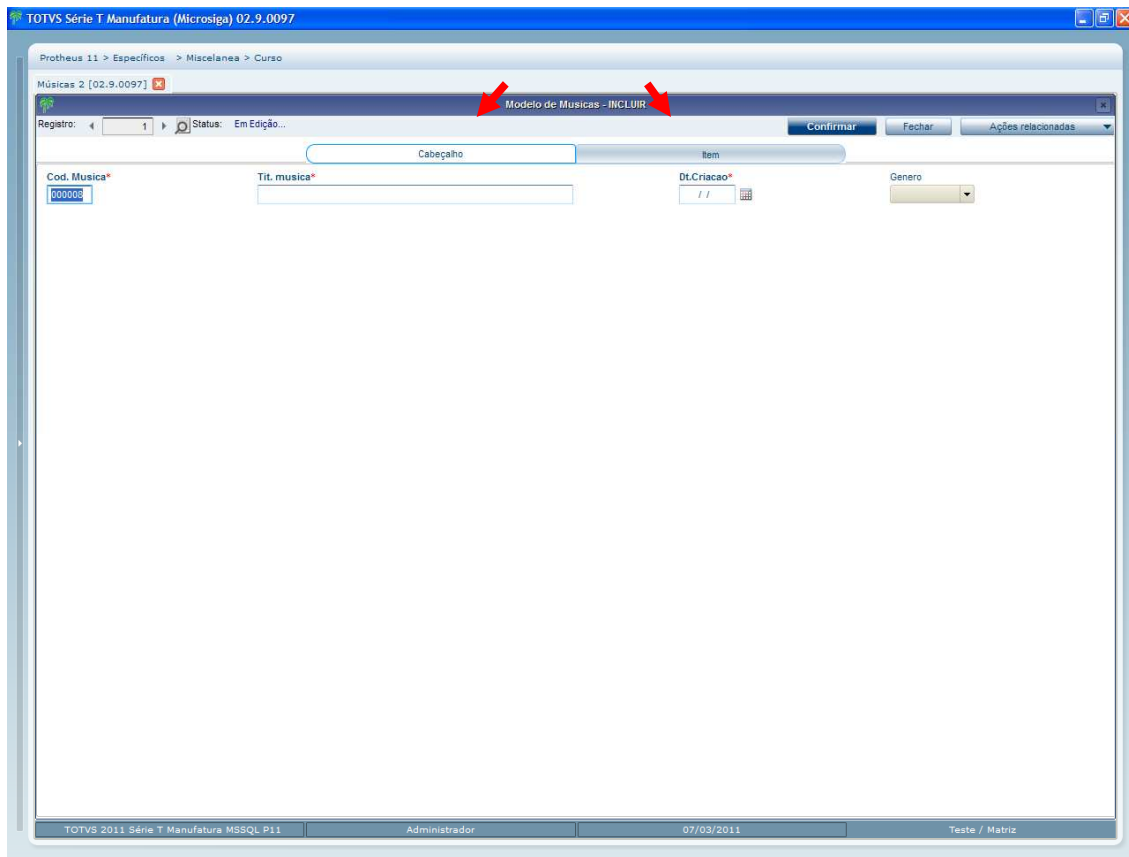 TOTVS Série T Manufatura (Microsiga) 02.9.0097
Protheus 11 > Específicos > Miscelanea > Curso
Músicas 2 [02.9.0097]
Modelo de Musicas - INCLUIR
Registro: 1 Status: Em Edição... Confirmar Fechar Ações relacionadas
Cabeçalho Item
Cod. Musica* Tit. musica* Dt.Criacao* Genero
000008 / /
TOTVS 2011 Série T Manufatura MSSQL P11 Administrador 07/03/2011 Teste / Matriz